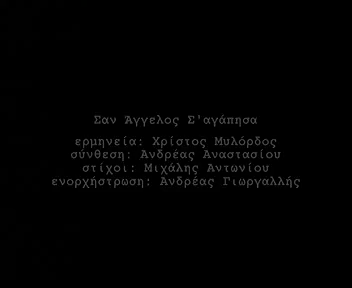 Σαν Άγγελος Σ'αγάπησα
ερμηνεία: Χρίστος Μυλόρδος
σύνθεση: Ανδρέας Αναστασίου
στίχοι: Μιχάλης Αντωνίου
ενορχήστρωση: Ανδρέας Γιωργαλλής